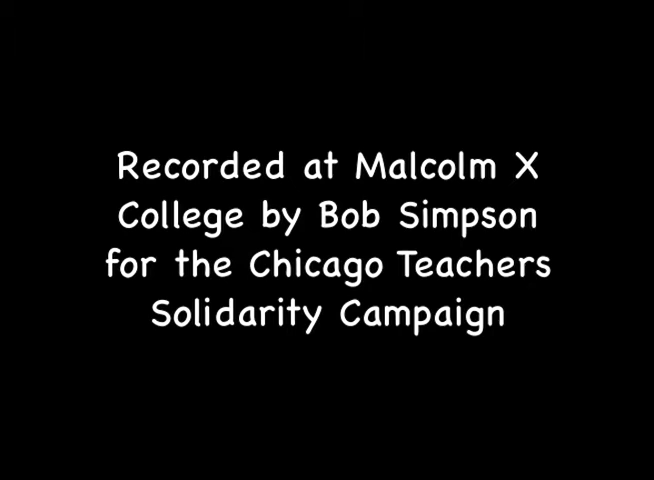 Recorded at Malcolm X
College by Bob Simpson
for the Chicago Teachers
Solidarity Campaign